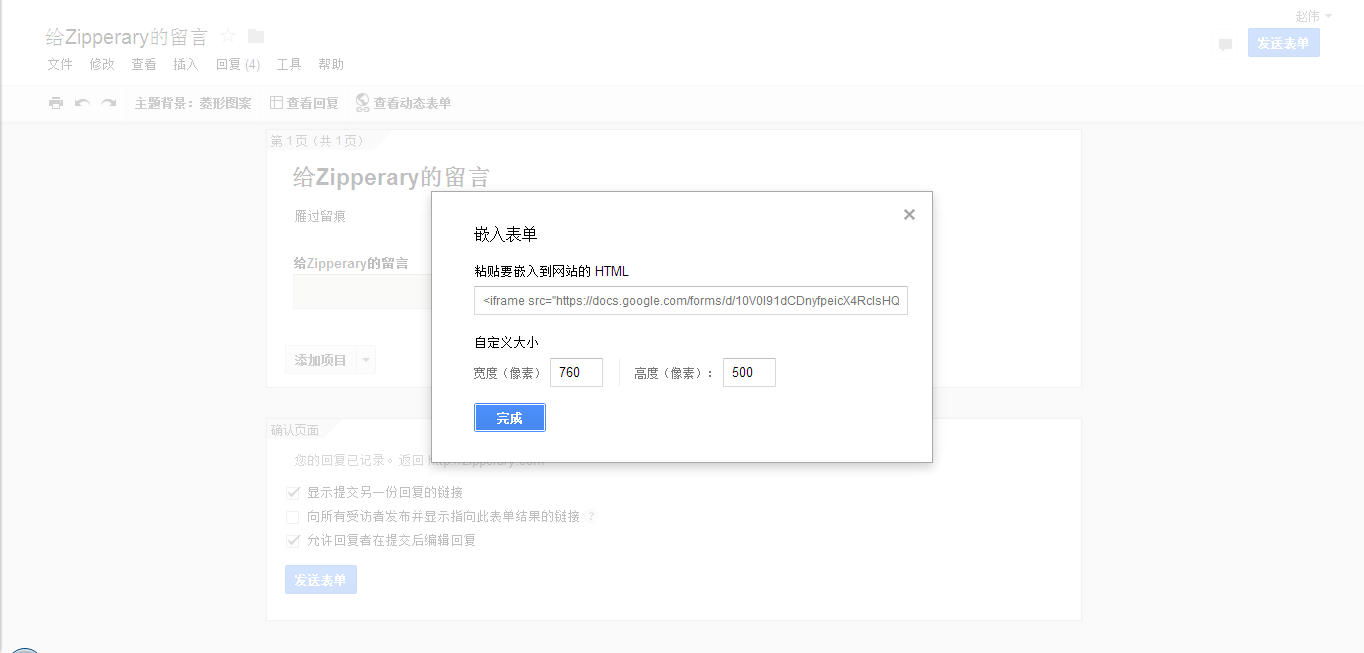 赵伟
给Zipperary的留言
发送表单
文件 修改 查看 插入 回复 (4) 工具 帮助
主题背景：菱形图案 查看回复 查看动态表单
第 1 页（共 1 页）
给Zipperary的留言
雁过留痕
给Zipperary的留言
添加项目
嵌入表单
粘贴要嵌入到网站的 HTML
<iframe src="https://docs.google.com/forms/d/10V0I91dCDnyfpeicX4RclsHQ
自定义大小
宽度（像素） 760 高度（像素）： 500
完成
确认页面
您的回复已记录。返回 http://zipperary.com
显示提交另一份回复的链接
向所有受访者发布并显示指向此表单结果的链接 ?
允许回复者在提交后编辑回复
发送表单